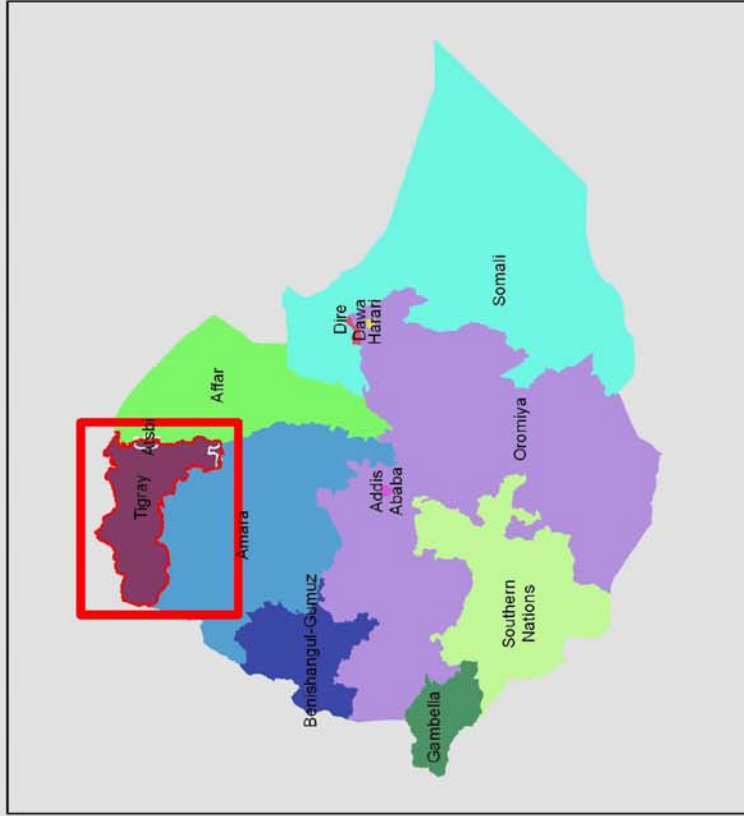 Tigray
Atsbi
Affar
Amara
Benishangul-Gumuz
Dire
Dawa
Harari
Addis
Ababa
Somali
Oromiya
Southern
Nations
Gambella